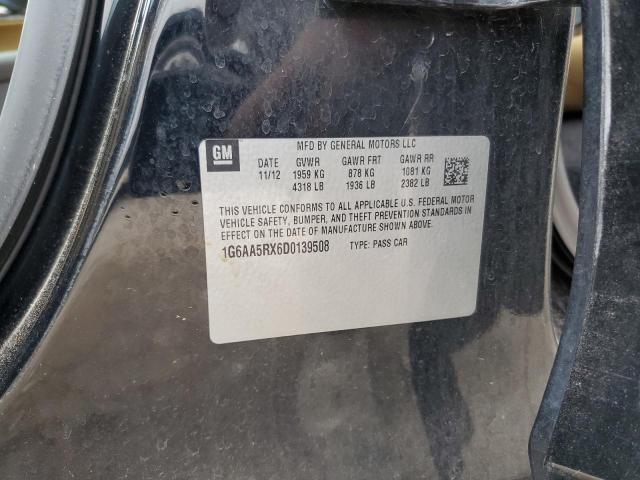 GM
MFD BY GENERAL MOTORS LLC
DATE GVWR GAWR FRT GAWR RR
11/12 1959 KG 878 KG 1081 KG
4318 LB 1936 LB 2382 LB
THIS VEHICLE CONFORMS TO ALL APPLICABLE U.S. FEDERAL MOTOR
VEHICLE SAFETY, BUMPER, AND THEFT PREVENTION STANDARDS IN
EFFECT ON THE DATE OF MANUFACTURE SHOWN ABOVE.
1G6AA5RX6D0139508 TYPE: PASS CAR